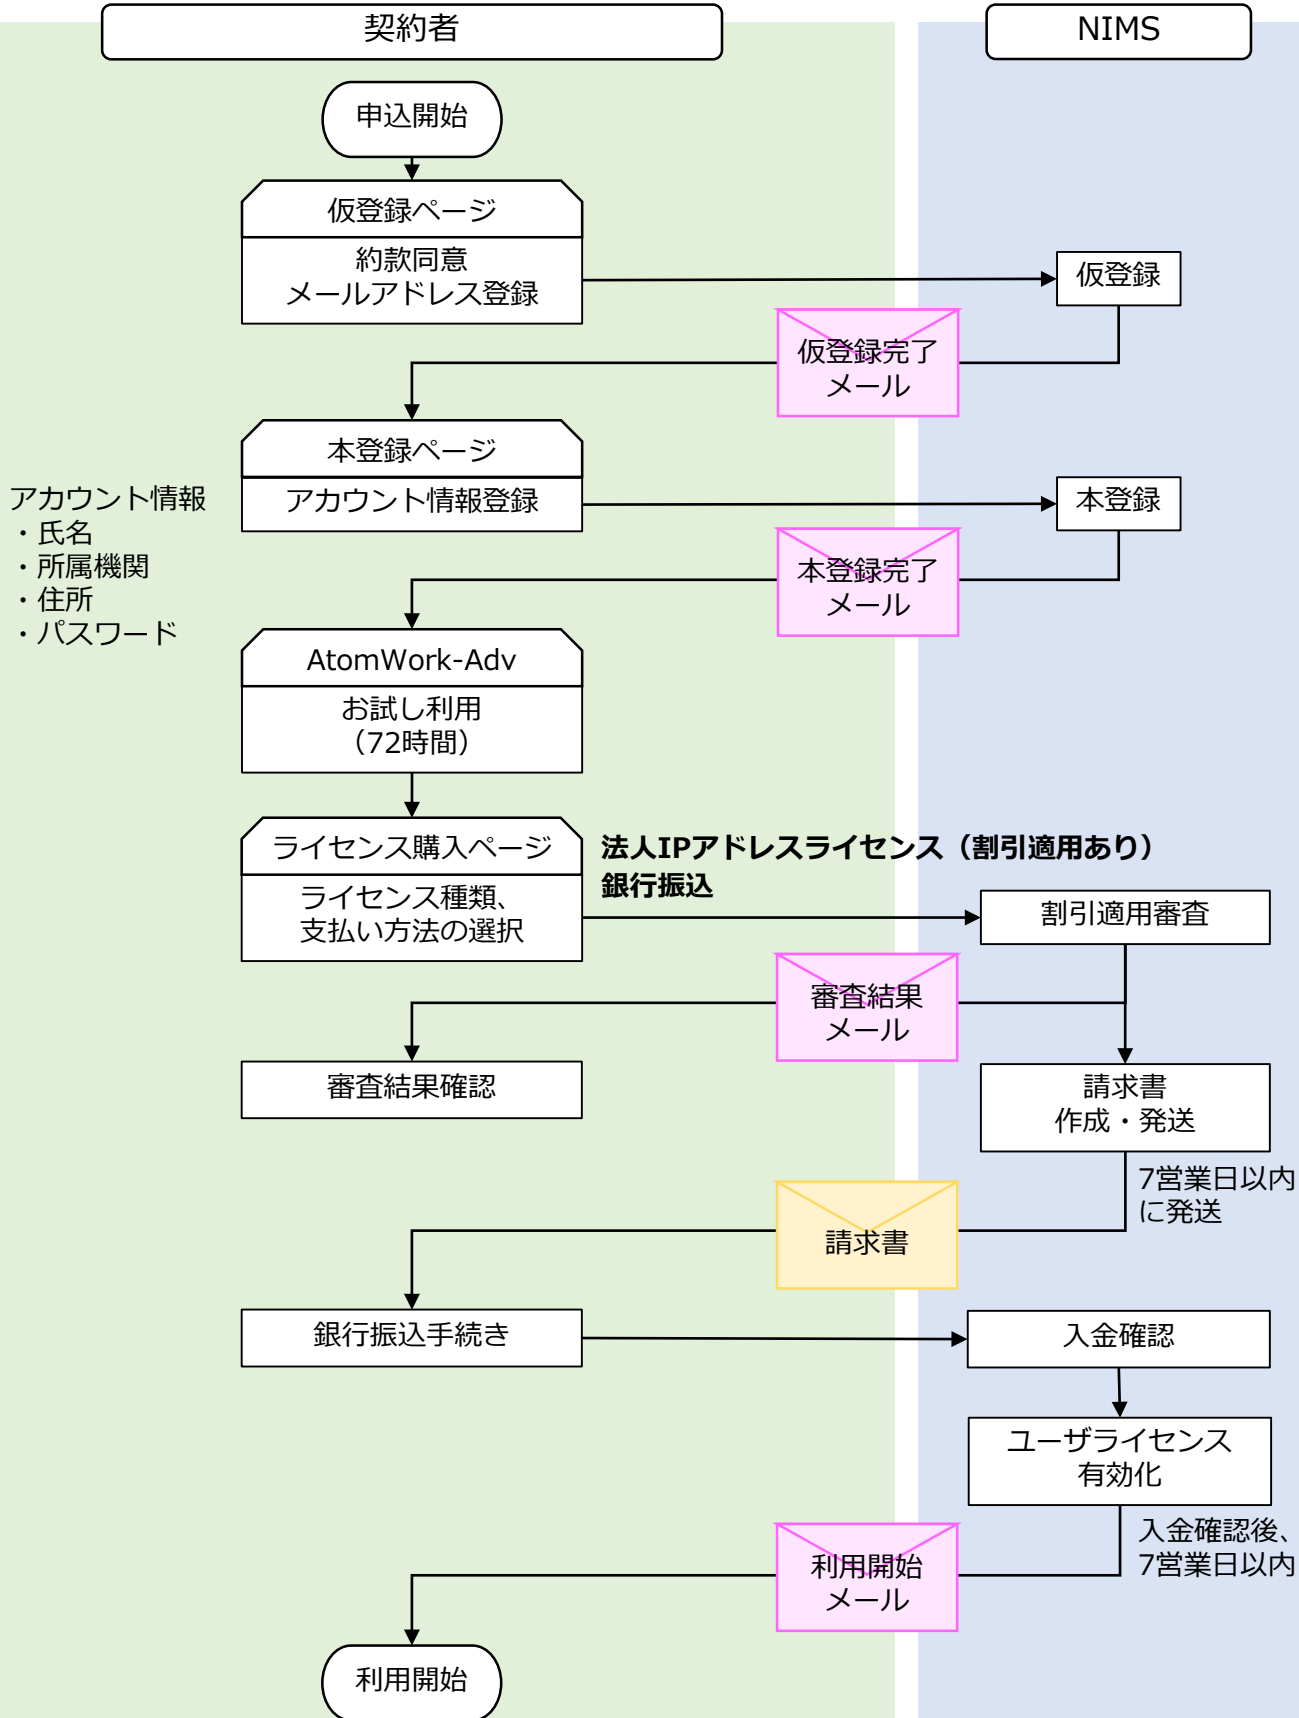 契約者
NIMS
申込開始
仮登録ページ
約款同意
メールアドレス登録
仮登録
仮登録完了
メール
本登録ページ
アカウント情報登録
本登録
アカウント情報
・氏名
・所属機関
・住所
・パスワード
本登録完了
メール
AtomWork-Adv
お試し利用
（72時間）
ライセンス購入ページ
ライセンス種類、
支払い方法の選択
法人IPアドレスライセンス（割引適用あり）
銀行振込
割引適用審査
審査結果
メール
審査結果確認
請求書
作成・発送
7営業日以内
に発送
請求書
銀行振込手続き
入金確認
ユーザライセンス
有効化
入金確認後、
7営業日以内
利用開始
メール
利用開始